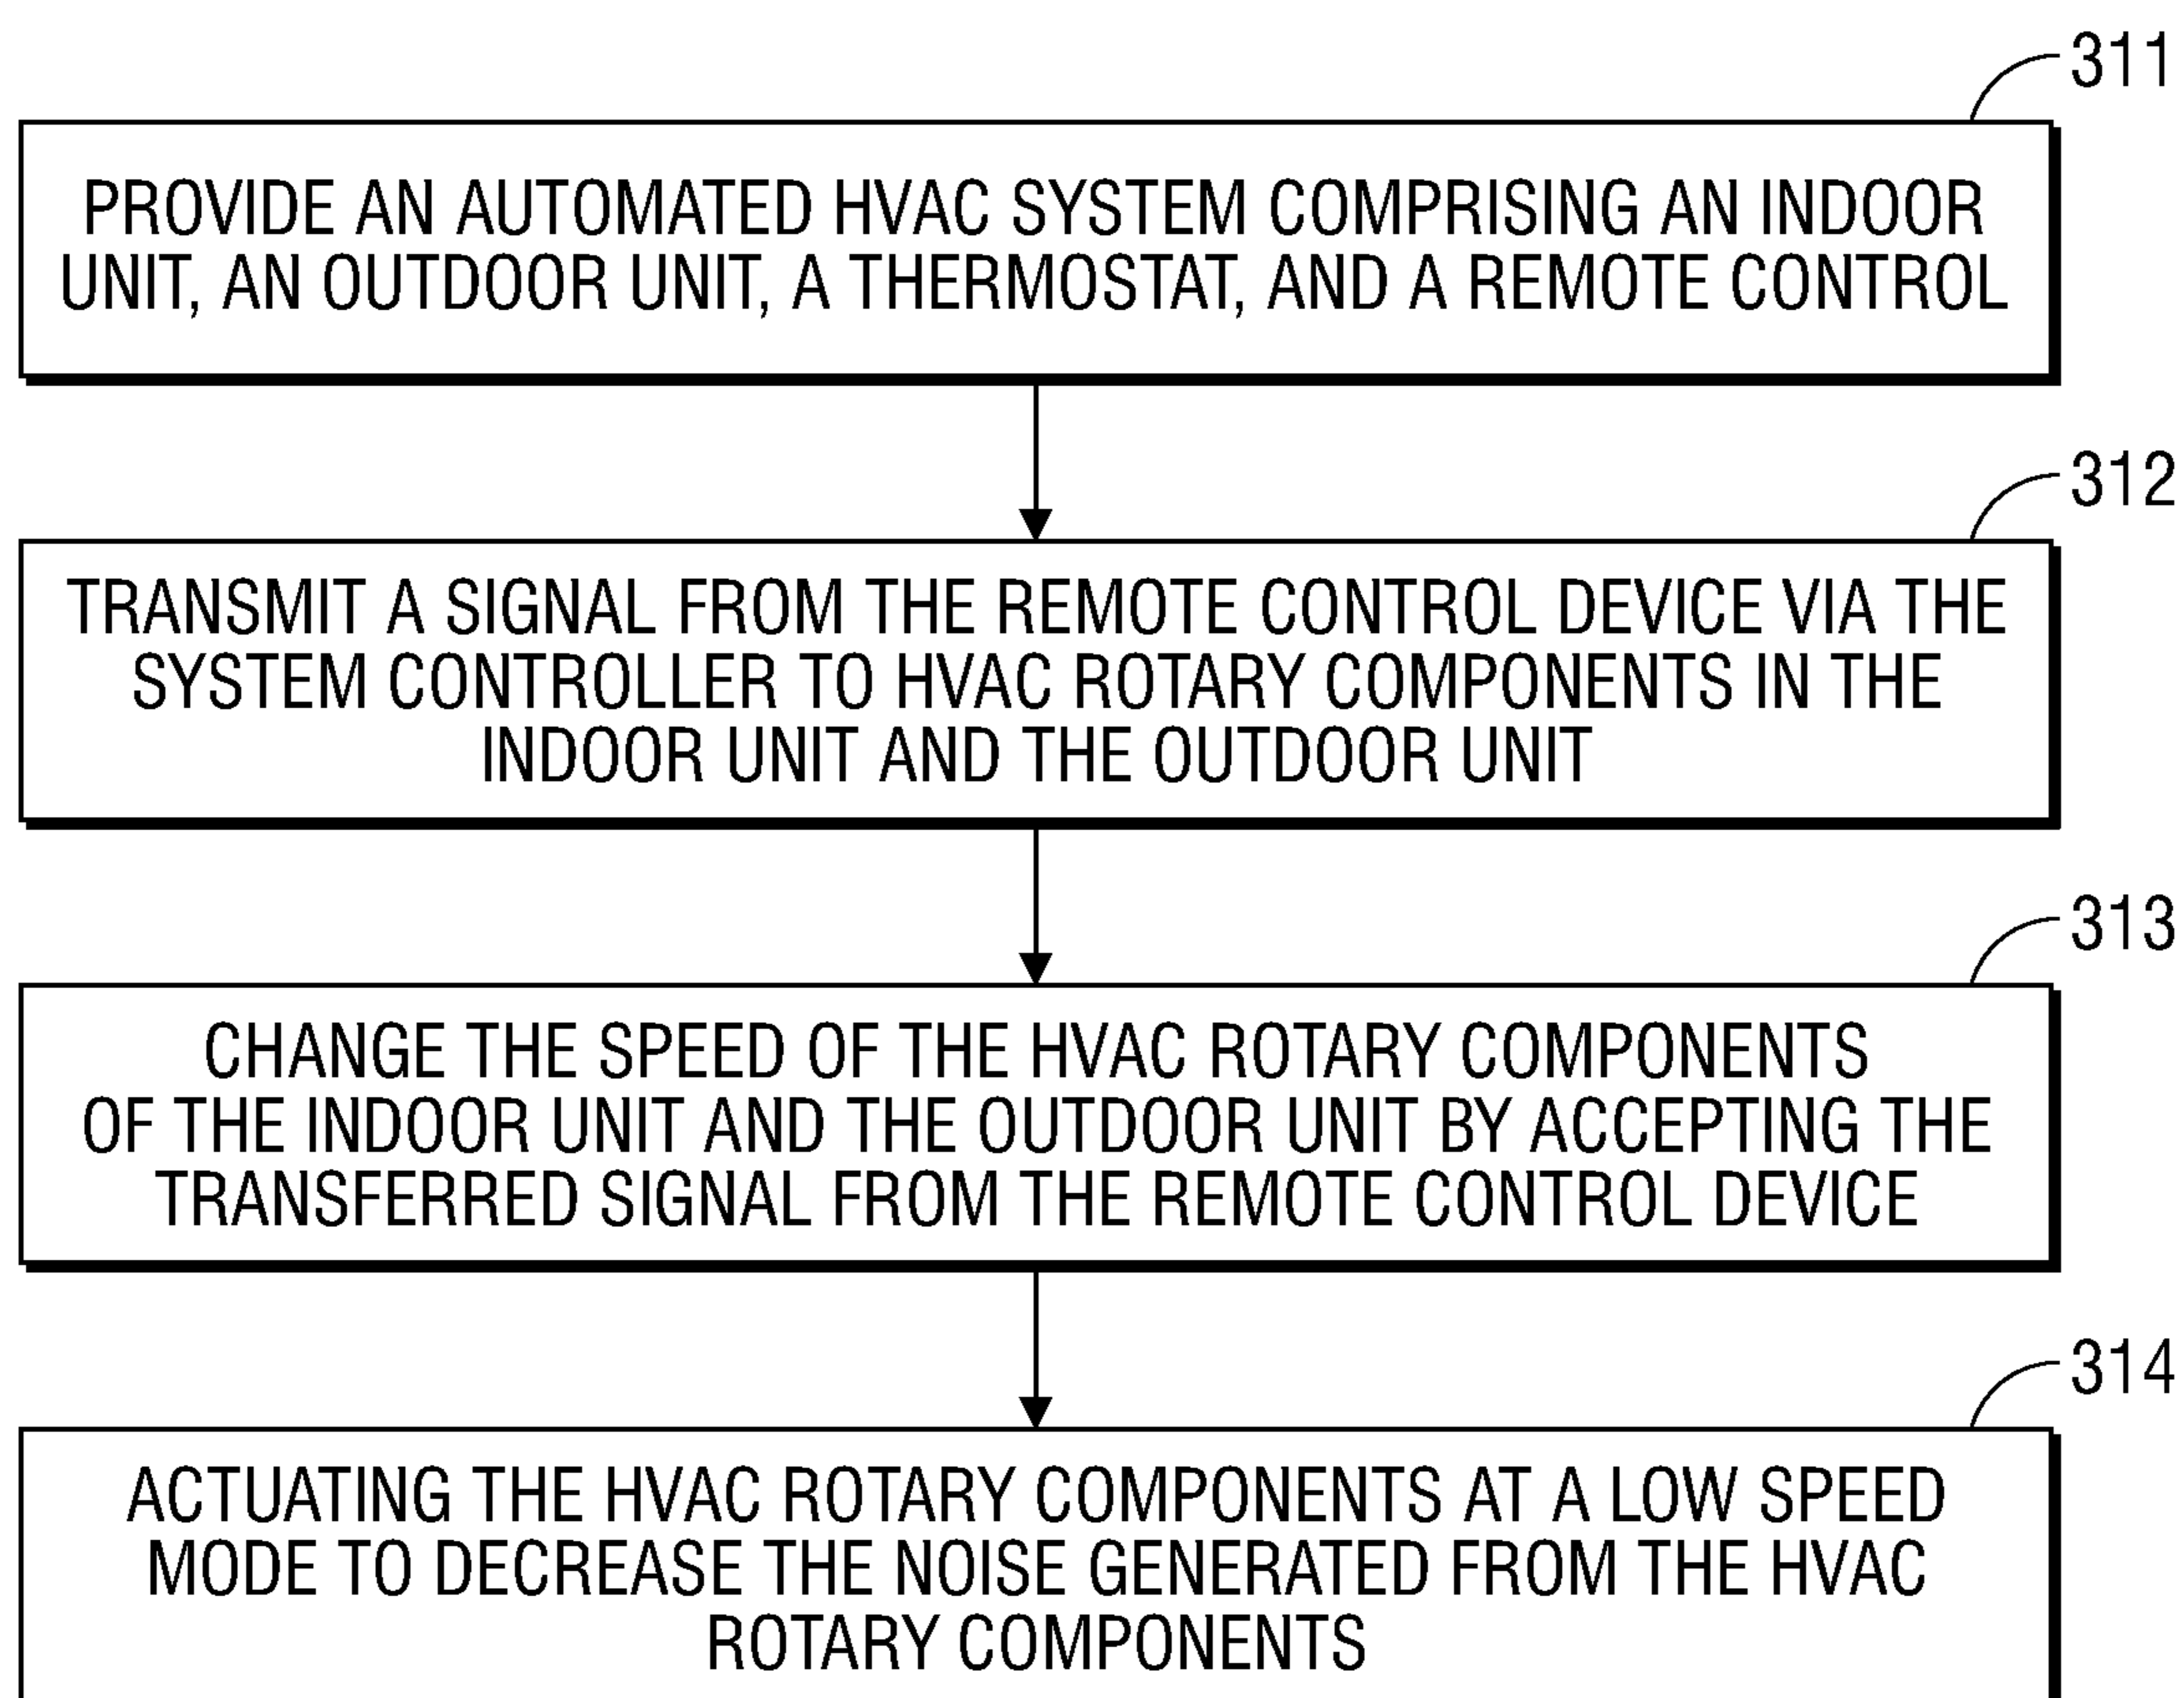 311
PROVIDE AN AUTOMATED HVAC SYSTEM COMPRISING AN INDOOR
UNIT, AN OUTDOOR UNIT, A THERMOSTAT, AND A REMOTE CONTROL
312
TRANSMIT A SIGNAL FROM THE REMOTE CONTROL DEVICE VIA THE
SYSTEM CONTROLLER TO HVAC ROTARY COMPONENTS IN THE
INDOOR UNIT AND THE OUTDOOR UNIT
313
CHANGE THE SPEED OF THE HVAC ROTARY COMPONENTS
OF THE INDOOR UNIT AND THE OUTDOOR UNIT BY ACCEPTING THE
TRANSFERRED SIGNAL FROM THE REMOTE CONTROL DEVICE
314
ACTUATING THE HVAC ROTARY COMPONENTS AT A LOW SPEED
MODE TO DECREASE THE NOISE GENERATED FROM THE HVAC
ROTARY COMPONENTS